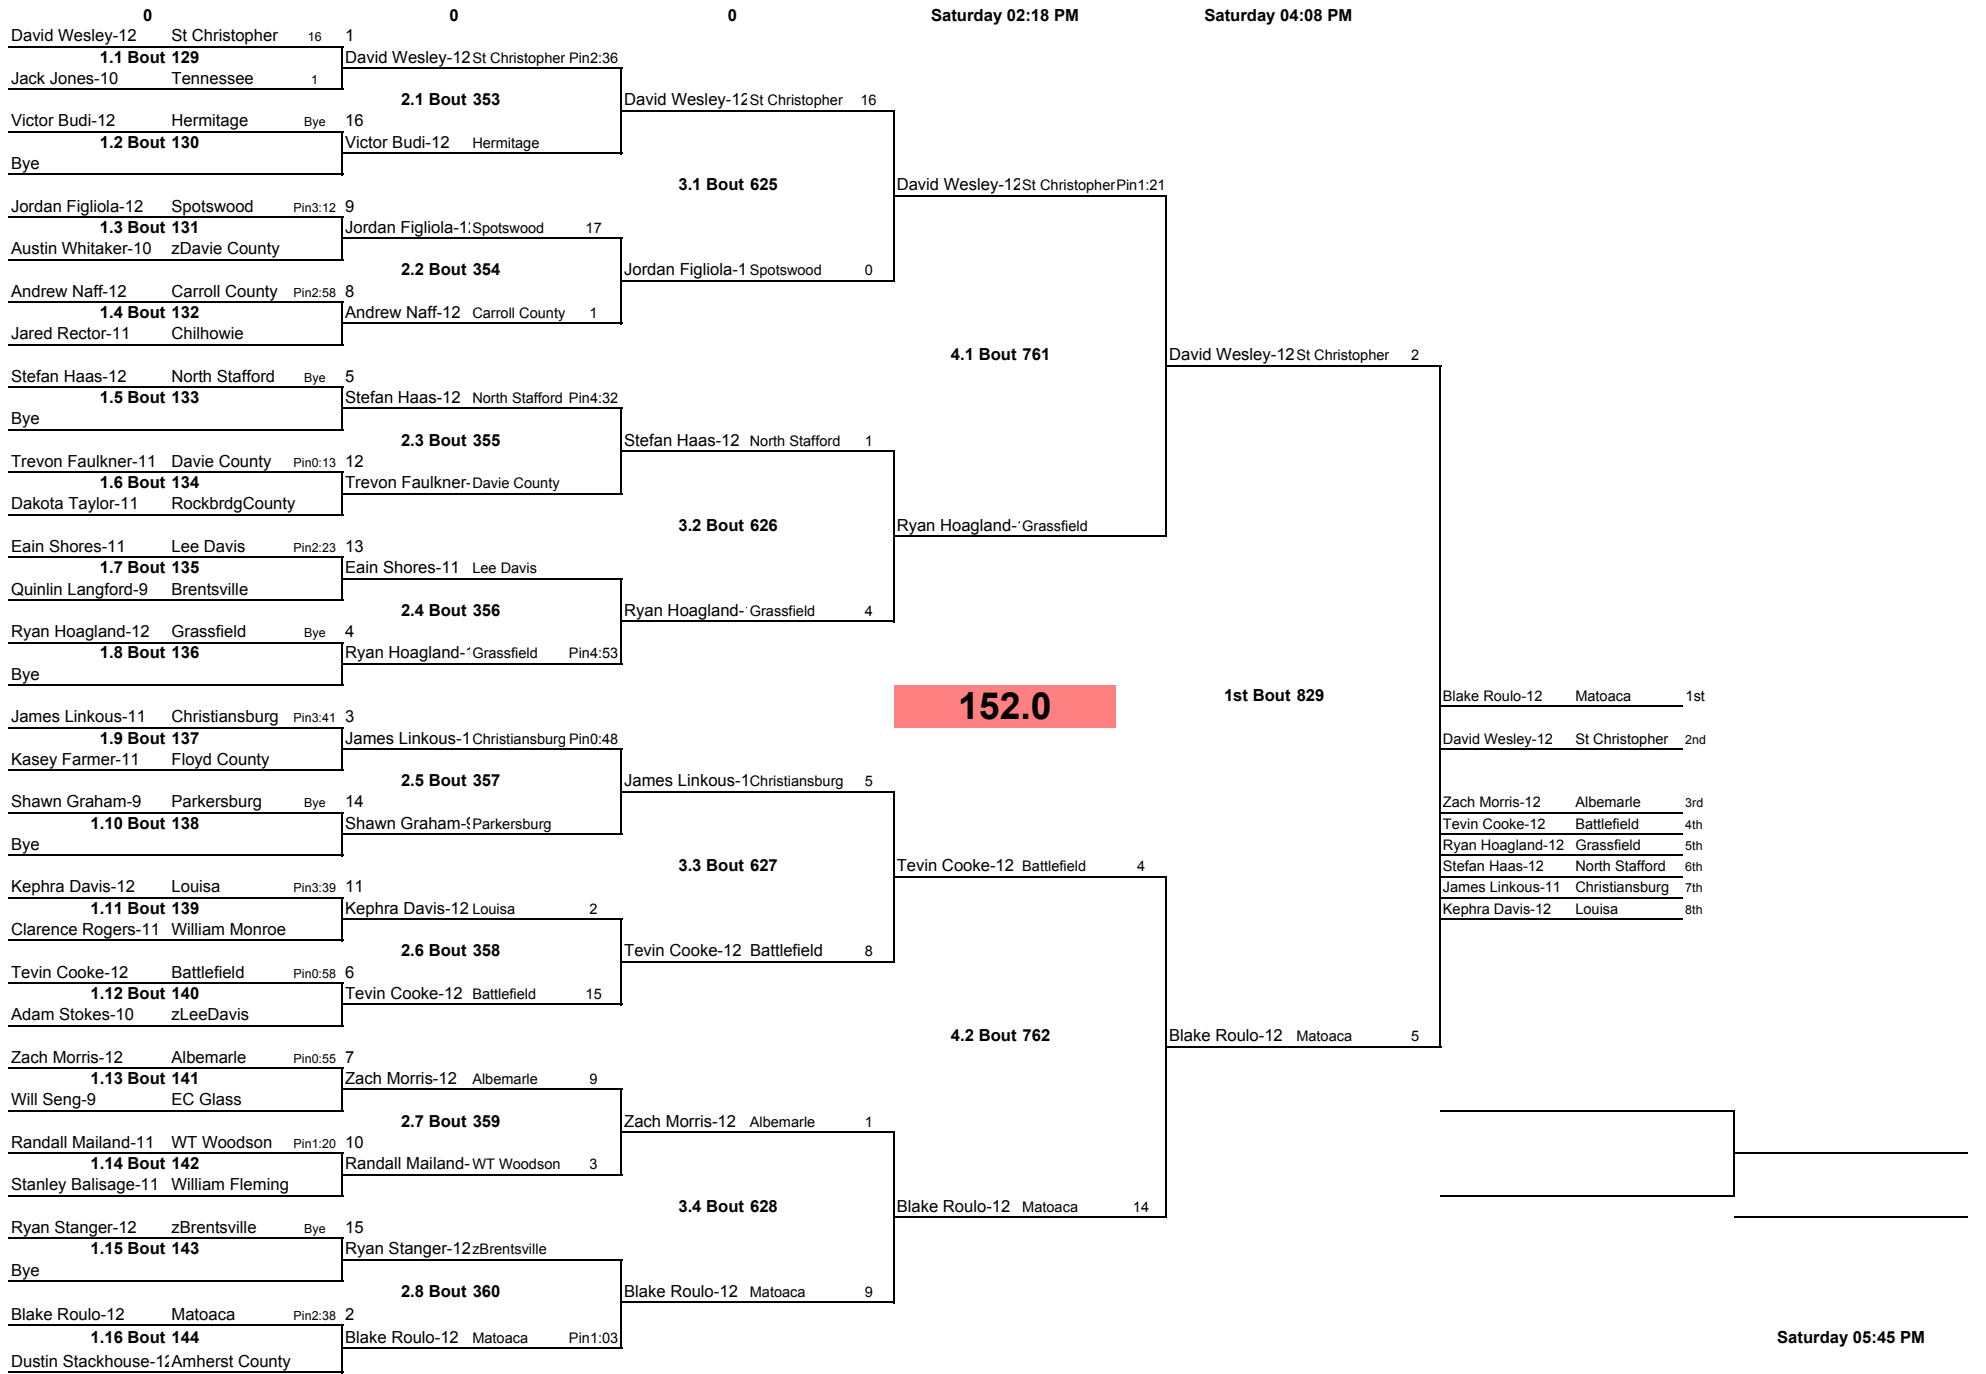 0 0 0 Saturday 02:18 PM Saturday 04:08 PM
David Wesley-12 St Christopher 16 1
1.1 Bout 129 David Wesley-12 St Christopher Pin2:36
Jack Jones-10 Tennessee 1
2.1 Bout 353 David Wesley-12 St Christopher 16
Victor Budi-12 Hermitage Bye 16
1.2 Bout 130 Victor Budi-12 Hermitage
Bye
3.1 Bout 625 David Wesley-12 St Christopher Pin1:21
Jordan Figliola-12 Spotswood Pin3:12 9
1.3 Bout 131 Jordan Figliola-1 Spotswood 17
Austin Whitaker-10 zDavie County
2.2 Bout 354 Jordan Figliola-1 Spotswood 0
Andrew Naff-12 Carroll County Pin2:58 8
1.4 Bout 132 Andrew Naff-12 Carroll County 1
Jared Rector-11 Chilhowie
4.1 Bout 761 David Wesley-12 St Christopher 2
Stefan Haas-12 North Stafford Bye 5
1.5 Bout 133 Stefan Haas-12 North Stafford Pin4:32
Bye
2.3 Bout 355 Stefan Haas-12 North Stafford 1
Trevon Faulkner-11 Davie County Pin0:13 12
1.6 Bout 134 Trevon Faulkner- Davie County
Dakota Taylor-11 RockbrdgCounty
3.2 Bout 626 Ryan Hoagland- Grassfield
Eain Shores-11 Lee Davis Pin2:23 13
1.7 Bout 135 Eain Shores-11 Lee Davis
Quinlin Langford-9 Brentsville
2.4 Bout 356 Ryan Hoagland- Grassfield 4
Ryan Hoagland-12 Grassfield Bye 4
1.8 Bout 136 Ryan Hoagland- Grassfield Pin4:53
Bye
152.0 1st Bout 829 Blake Roulo-12 Matoaca 1st
James Linkous-11 Christiansburg Pin3:41 3
1.9 Bout 137 James Linkous-1 Christiansburg Pin0:48 David Wesley-12 St Christopher 2nd
Kasey Farmer-11 Floyd County
2.5 Bout 357 James Linkous-1 Christiansburg 5
Shawn Graham-9 Parkersburg Bye 14 Zach Morris-12 Albemarle 3rd
1.10 Bout 138 Shawn Graham- Parkersburg Tevin Cooke-12 Battlefield 4th
Bye Ryan Hoagland-12 Grassfield 5th
3.3 Bout 627 Tevin Cooke-12 Battlefield 4 Stefan Haas-12 North Stafford 6th
Kephra Davis-12 Louisa Pin3:39 11 James Linkous-11 Christiansburg 7th
1.11 Bout 139 Kephra Davis-12 Louisa 2 Kephra Davis-12 Louisa 8th
Clarence Rogers-11 William Monroe
2.6 Bout 358 Tevin Cooke-12 Battlefield 8
Tevin Cooke-12 Battlefield Pin0:58 6
1.12 Bout 140 Tevin Cooke-12 Battlefield 15
Adam Stokes-10 zLeeDavis
4.2 Bout 762 Blake Roulo-12 Matoaca 5
Zach Morris-12 Albemarle Pin0:55 7
1.13 Bout 141 Zach Morris-12 Albemarle 9
Will Seng-9 EC Glass
2.7 Bout 359 Zach Morris-12 Albemarle 1
Randall Mailand-11 WT Woodson Pin1:20 10
1.14 Bout 142 Randall Mailand- WT Woodson 3
Stanley Balisage-11 William Fleming
3.4 Bout 628 Blake Roulo-12 Matoaca 14
Ryan Stanger-12 zBrentsville Bye 15
1.15 Bout 143 Ryan Stanger-12 zBrentsville
Bye
2.8 Bout 360 Blake Roulo-12 Matoaca 9
Blake Roulo-12 Matoaca Pin2:38 2
1.16 Bout 144 Blake Roulo-12 Matoaca Pin1:03 Saturday 05:45 PM
Dustin Stackhouse-12 Amherst County